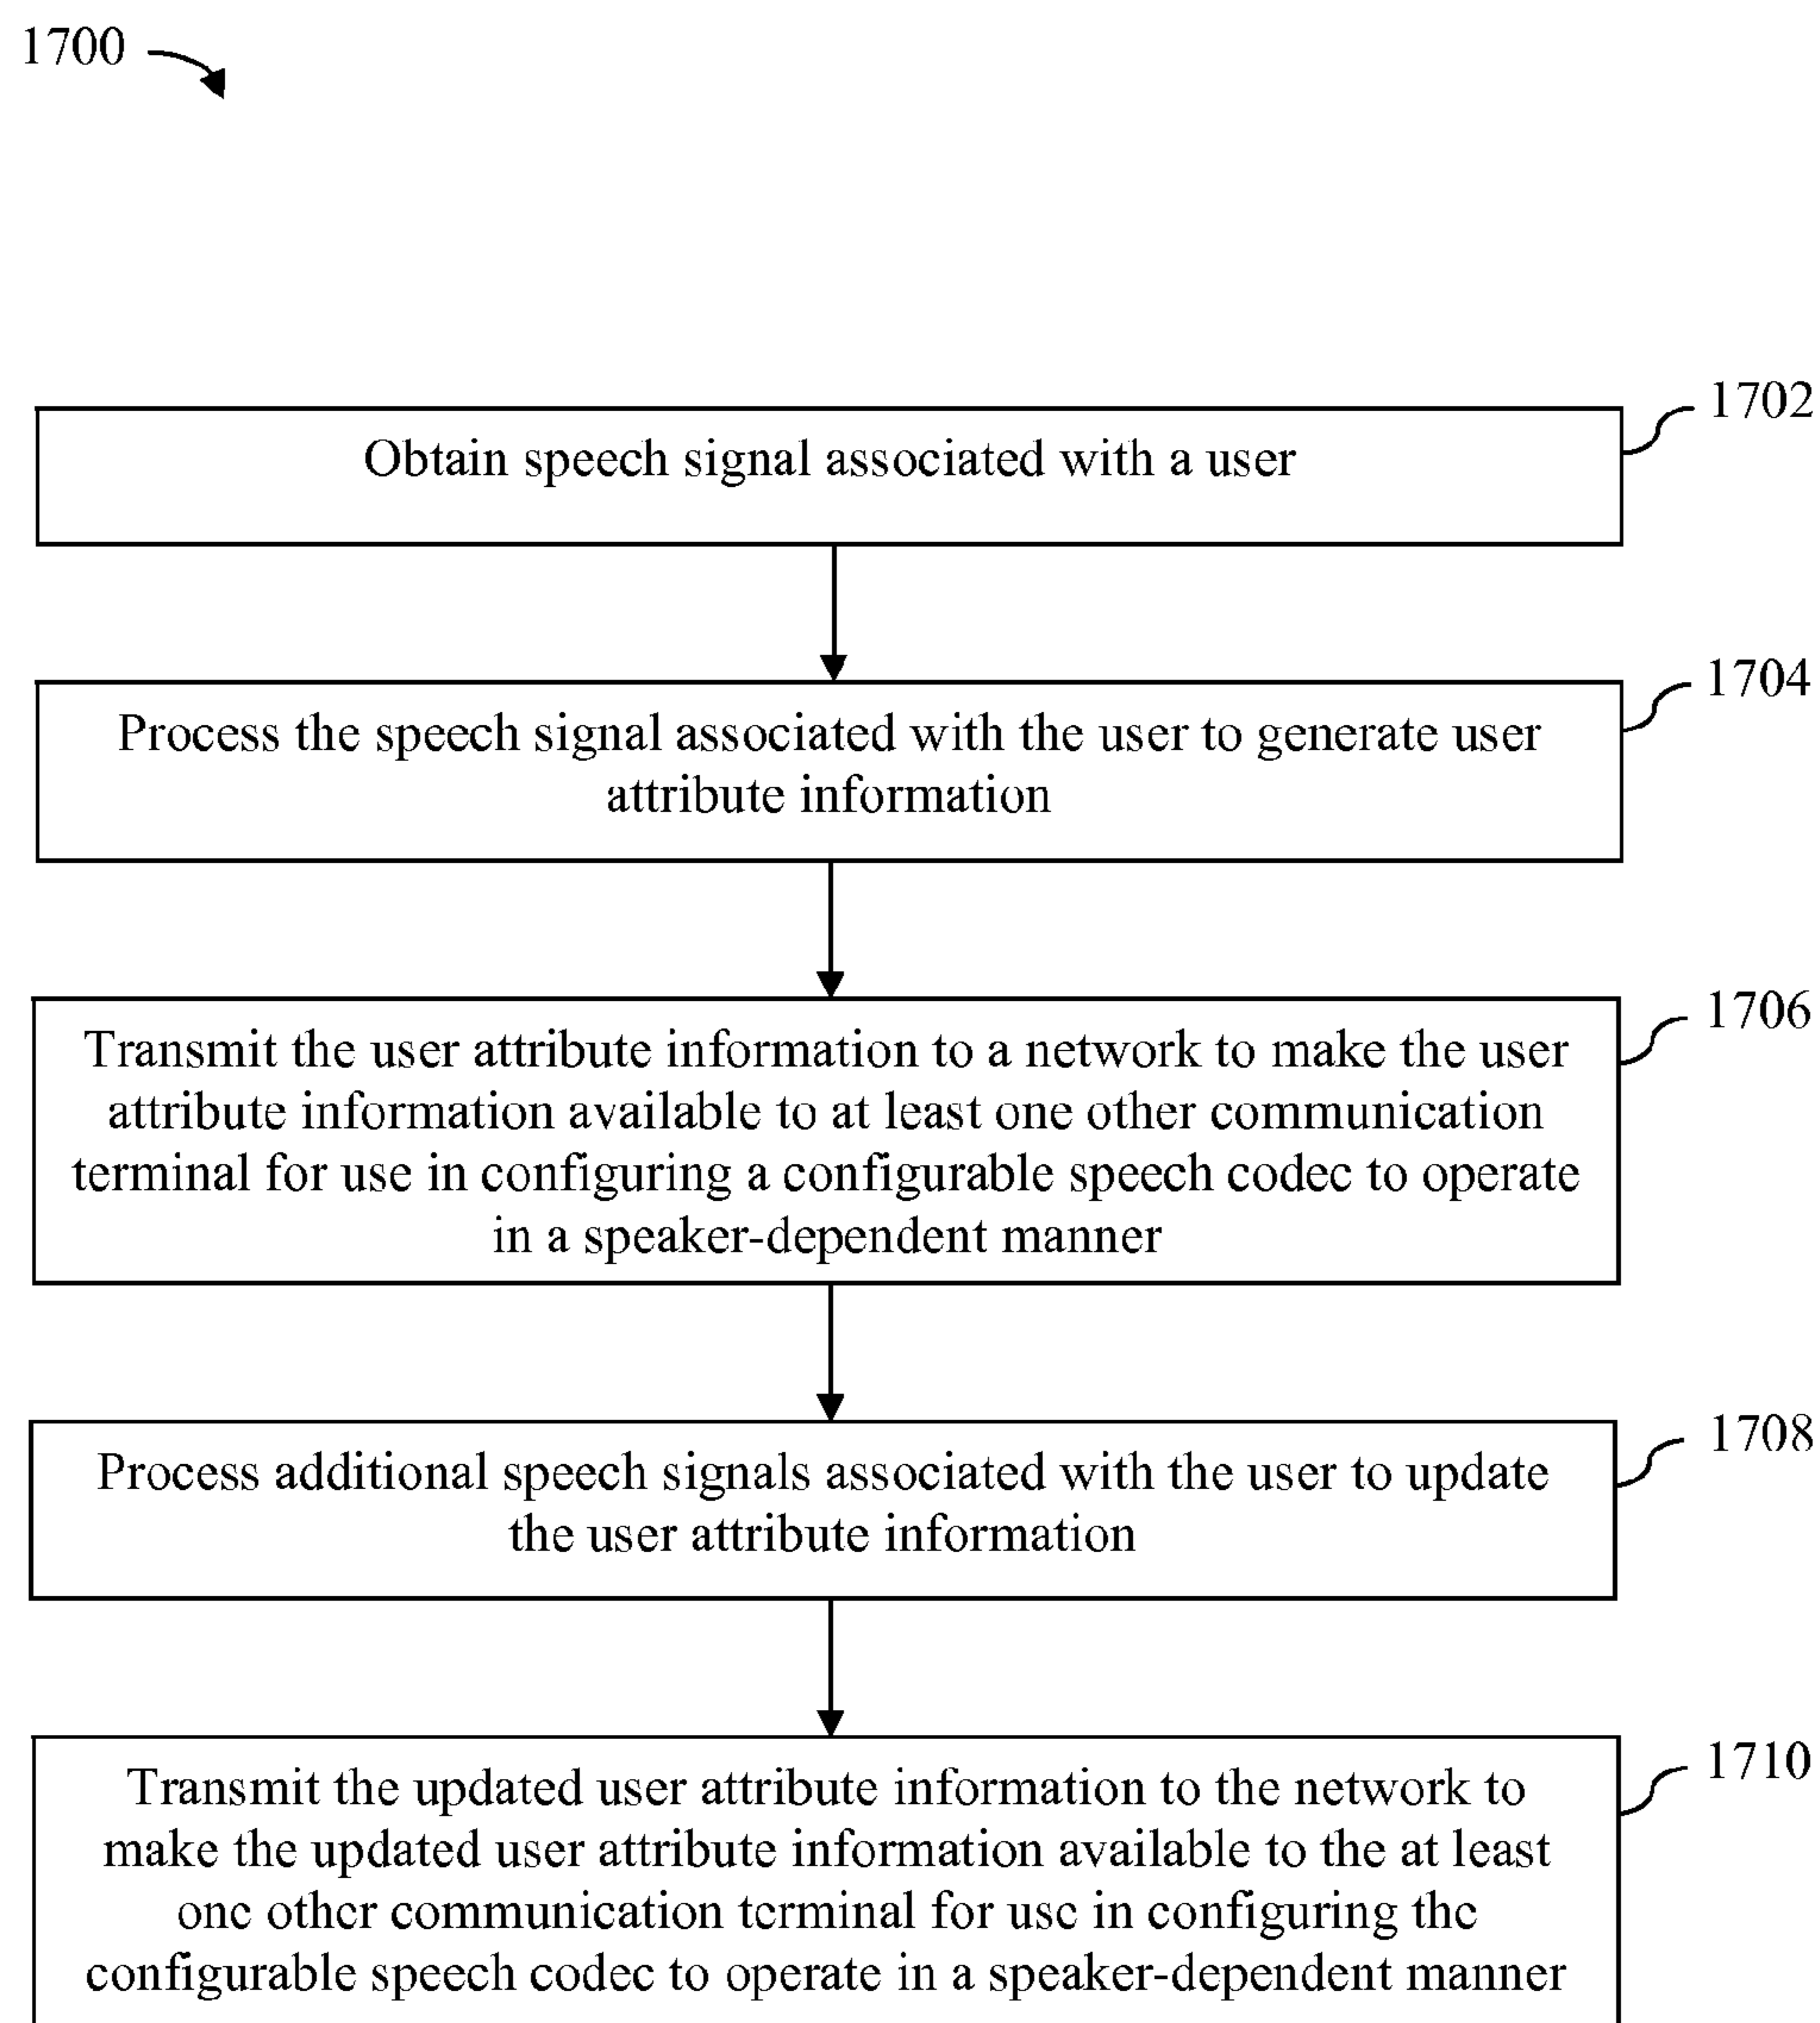 1700
1702
Obtain speech signal associated with a user
1704
Process the speech signal associated with the user to generate user
attribute information
1706
Transmit the user attribute information to a network to make the user
attribute information available to at least one other communication
terminal for use in configuring a configurable speech codec to operate
in a speaker-dependent manner
1708
Process additional speech signals associated with the user to update
the user attribute information
1710
Transmit the updated user attribute information to the network to
make the updated user attribute information available to the at least
one other communication terminal for use in configuring the
configurable speech codec to operate in a speaker-dependent manner